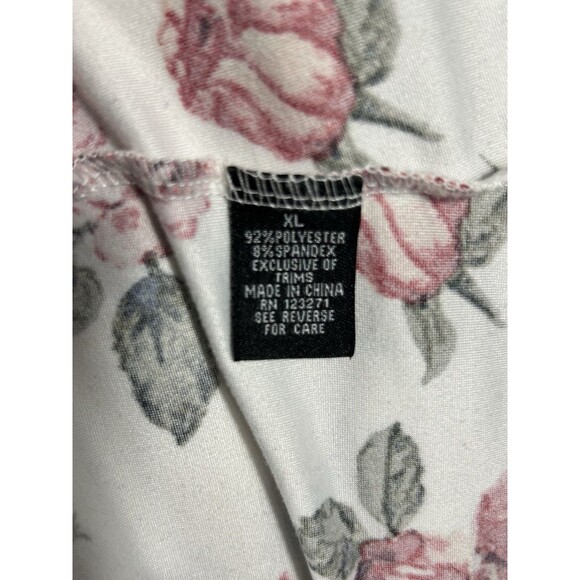 XL
92%POLYESTER
8%SPANDEX
EXCLUSIVE OF
TRIMS
MADE IN CHINA
RN 123271
SEE REVERSE
FOR CARE